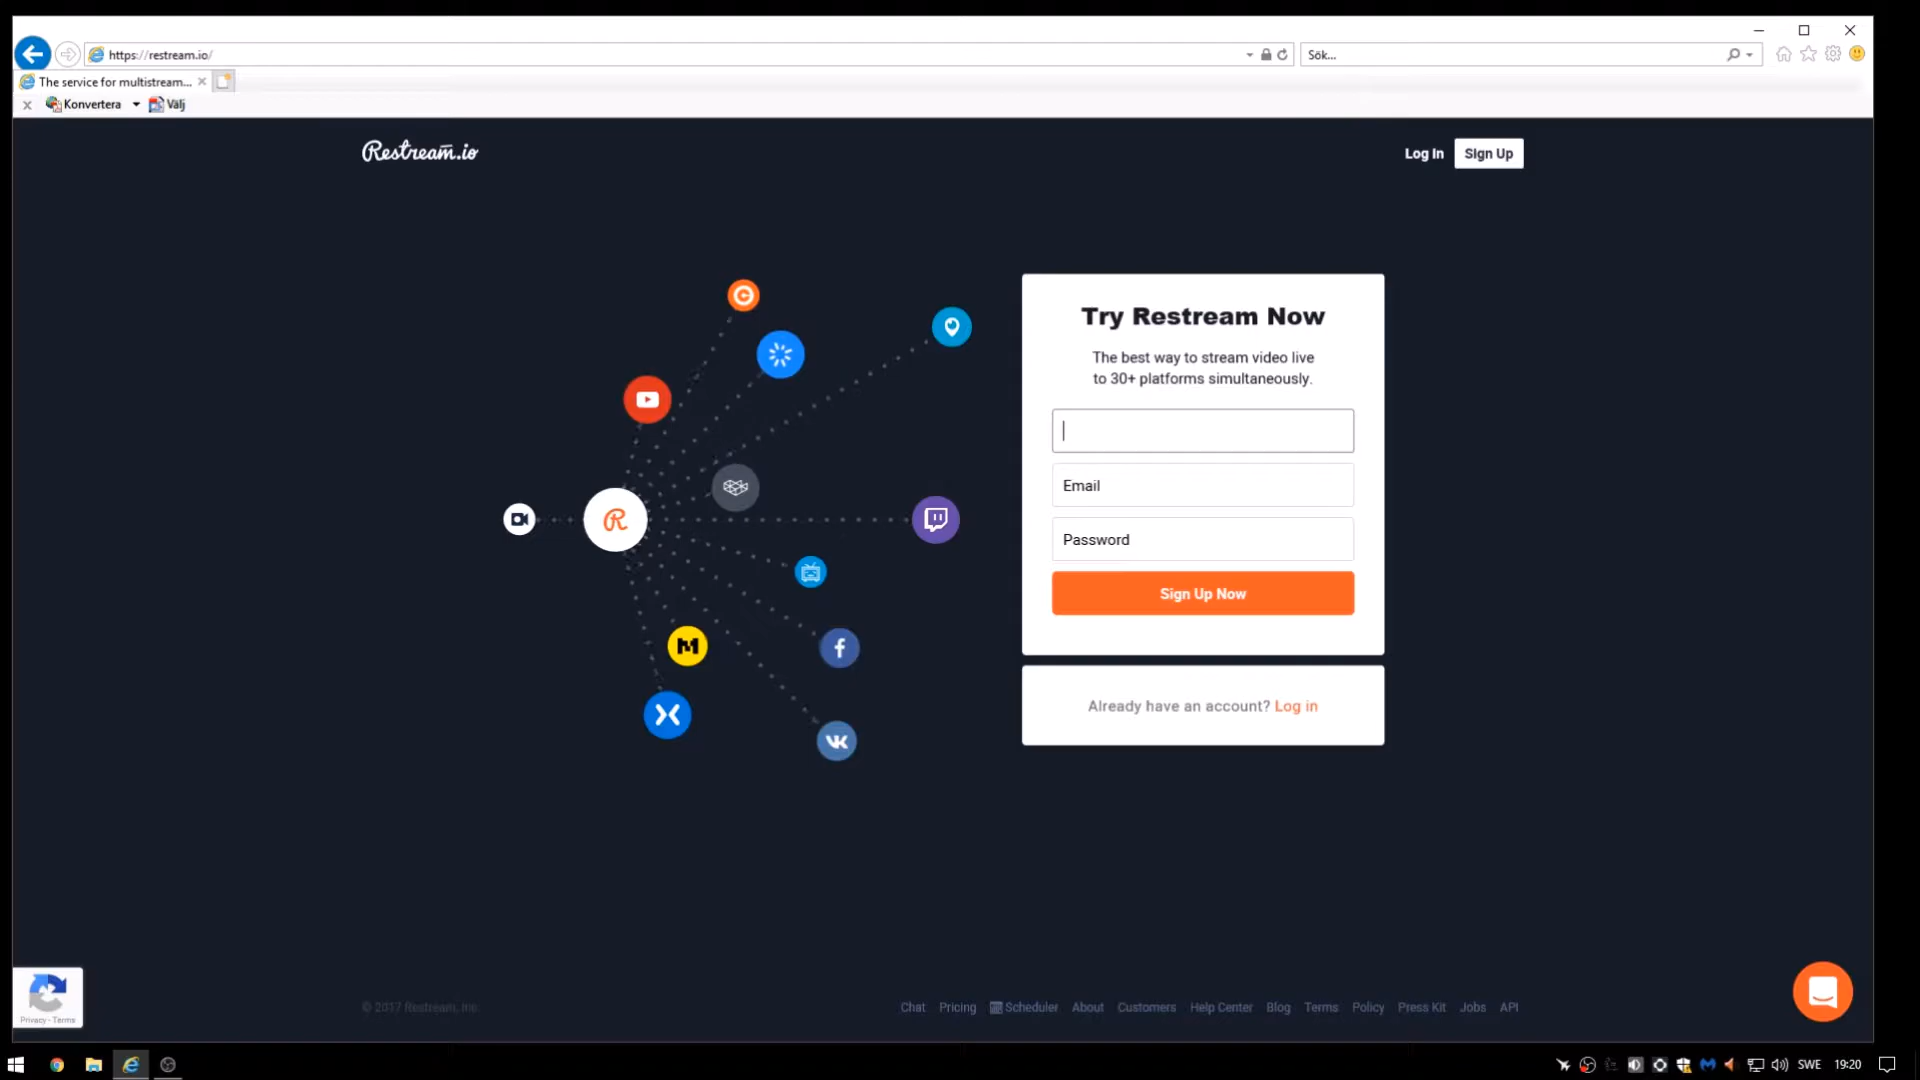 https://restream.io/
Sök...
The service for multistream...
x Konvertera Välj
Restream.io
Log In
Sign Up
Try Restream Now
The best way to stream video live
to 30+ platforms simultaneously.
Email
Password
Sign Up Now
Already have an account? Log in
Privacy - Terms
© 2017 Restream, Inc
Chat Pricing Scheduler About Customers Help Center Blog Terms Policy Press Kit Jobs API
SWE 19:20